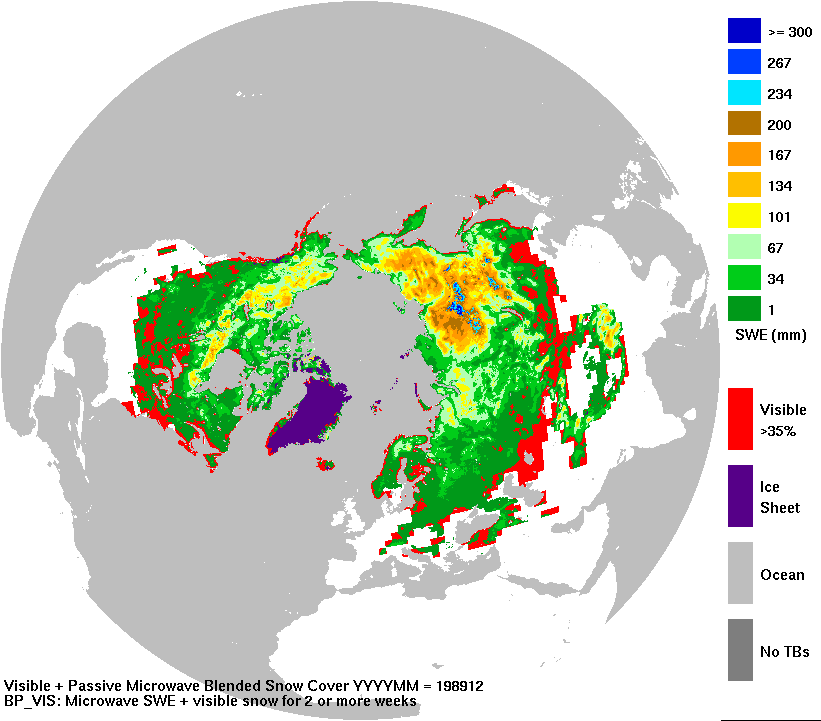 >= 300
267
234
200
167
134
101
67
34
1
SWE (mm)
Visible
>35%
Ice
Sheet
Ocean
No TBs
Visible + Passive Microwave Blended Snow Cover YYYYMM = 198912
BP_VIS: Microwave SWE + visible snow for 2 or more weeks